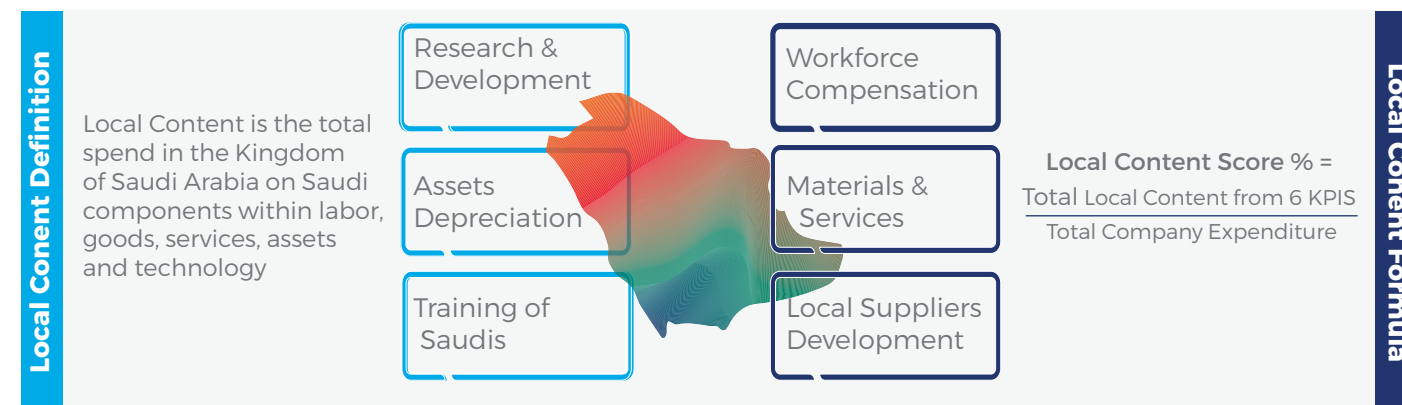 Local Conent Definition
Local Content is the total
spend in the Kingdom
of Saudi Arabia on Saudi
components within labor,
goods, services, assets
and technology
Research &
Development
Assets
Depreciation
Training of
Saudis
Workforce
Compensation
Materials &
Services
Local Suppliers
Development
Local Content Score % =
Total Local Content from 6 KPIS
Total Company Expenditure
Local Conent Formula